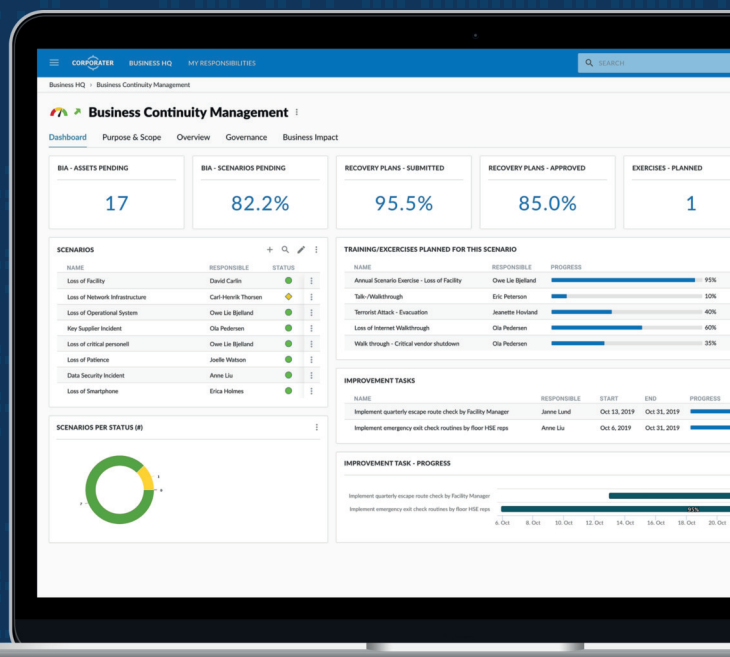 CORPORATER BUSINESS HQ MY RESPONSIBILITIES SEARCH
Business HQ > Business Continuity Management
Business Continuity Management
Dashboard Purpose & Scope Overview Governance Business Impact
BIA - ASSETS PENDING BIA - SCENARIOS PENDING RECOVERY PLANS - SUBMITTED RECOVERY PLANS - APPROVED EXERCISES - PLANNED
17 82.2% 95.5% 85.0% 1
SCENARIOS
NAME RESPONSIBLE STATUS
Loss of Facility David Carlin
Loss of Network Infrastructure Carl-Henrik Thorsen
Loss of Operational System Owe Lie Bjelland
Key Supplier Incident Ola Pedersen
Loss of critical personell Owe Lie Bjelland
Loss of Patience Joelle Watson
Data Security Incident Anne Liu
Loss of Smartphone Erica Holmes
SCENARIOS PER STATUS (#)
TRAINING/EXCERCISES PLANNED FOR THIS SCENARIO
NAME RESPONSIBLE PROGRESS
Annual Scenario Exercise - Loss of Facility Owe Lie Bjelland 95%
Talk-/Walkthrough Eric Peterson 10%
Terrorist Attack - Evacuation Jeanette Hovland 40%
Loss of Internet Walkthrough Ola Pedersen 60%
Walk through - Critical vendor shutdown Ola Pedersen 35%
IMPROVEMENT TASKS
NAME RESPONSIBLE START END PROGRESS
Implement quarterly escape route check by Facility Manager Janne Lund Oct 13, 2019 Oct 31, 2019
Implement emergency exit check routines by floor HSE reps Anne Liu Oct 6, 2019 Oct 31, 2019
IMPROVEMENT TASK - PROGRESS
Implement quarterly escape route check by Facility Manager
Implement emergency exit check routines by floor HSE reps 95%
6. Oct 8. Oct 10. Oct 12. Oct 14. Oct 16. Oct 18. Oct 20. Oct